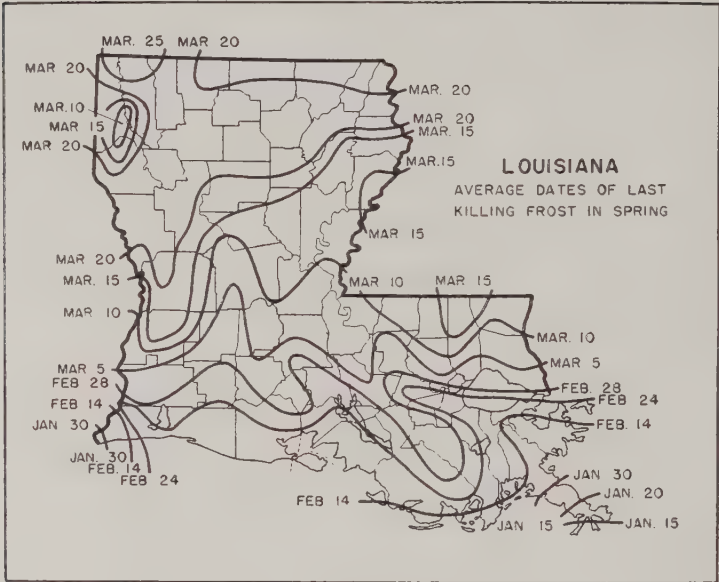 MAR. 25
MAR 20
MAR 20
MAR. 20
MAR.10
MAR 15
MAR 20
MAR. 20
MAR. 15
MAR.15
LOUISIANA
AVERAGE DATES OF LAST
KILLING FROST IN SPRING
MAR 15
MAR 20
MAR. 15
MAR 10
MAR 10
MAR 15
MAR. 10
MAR 5
MAR 5
FEB 28
FEB 14
JAN 30
FEB. 28
FEB 24
FEB. 14
JAN. 30
FEB. 14
FEB 24
JAN 30
JAN. 20
FEB 14
JAN 15
JAN. 15